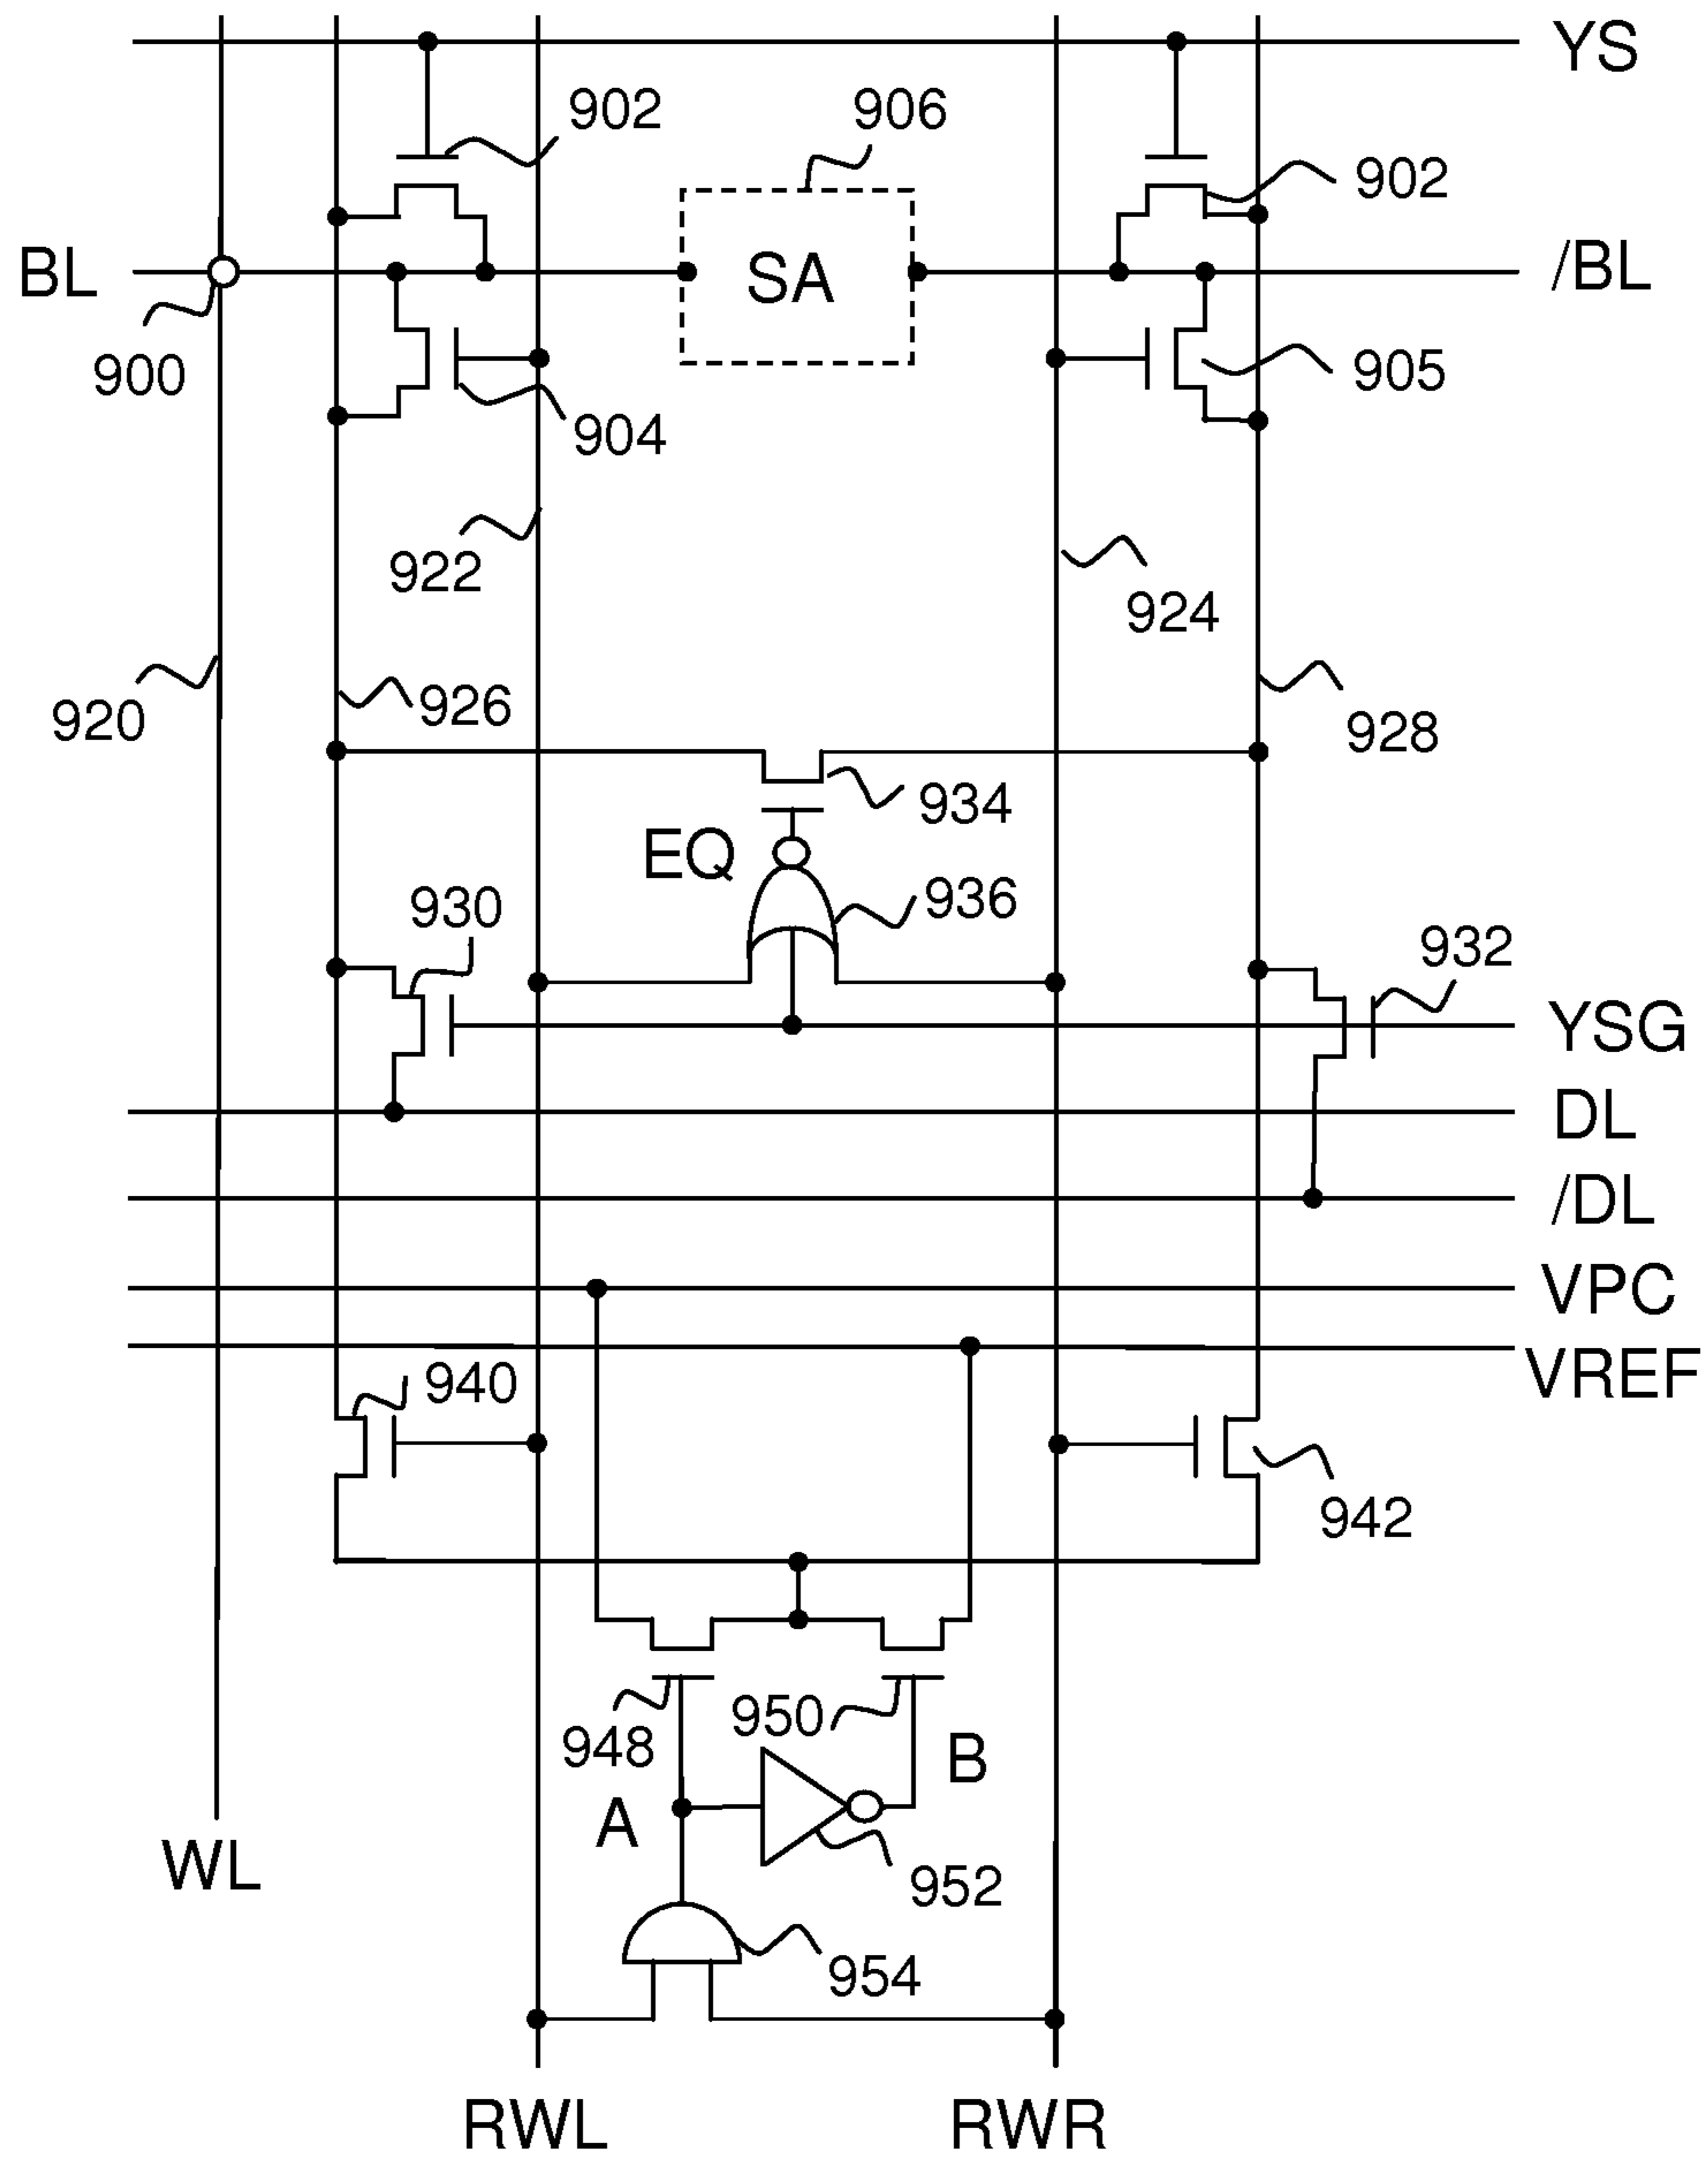 YS
902
906
902
BL
SA
/BL
900
904
905
922
924
920
926
928
934
EQ
936
930
932
YSG
DL
/DL
VPC
VREF
940
942
948
950
B
A
952
WL
954
RWL
RWR